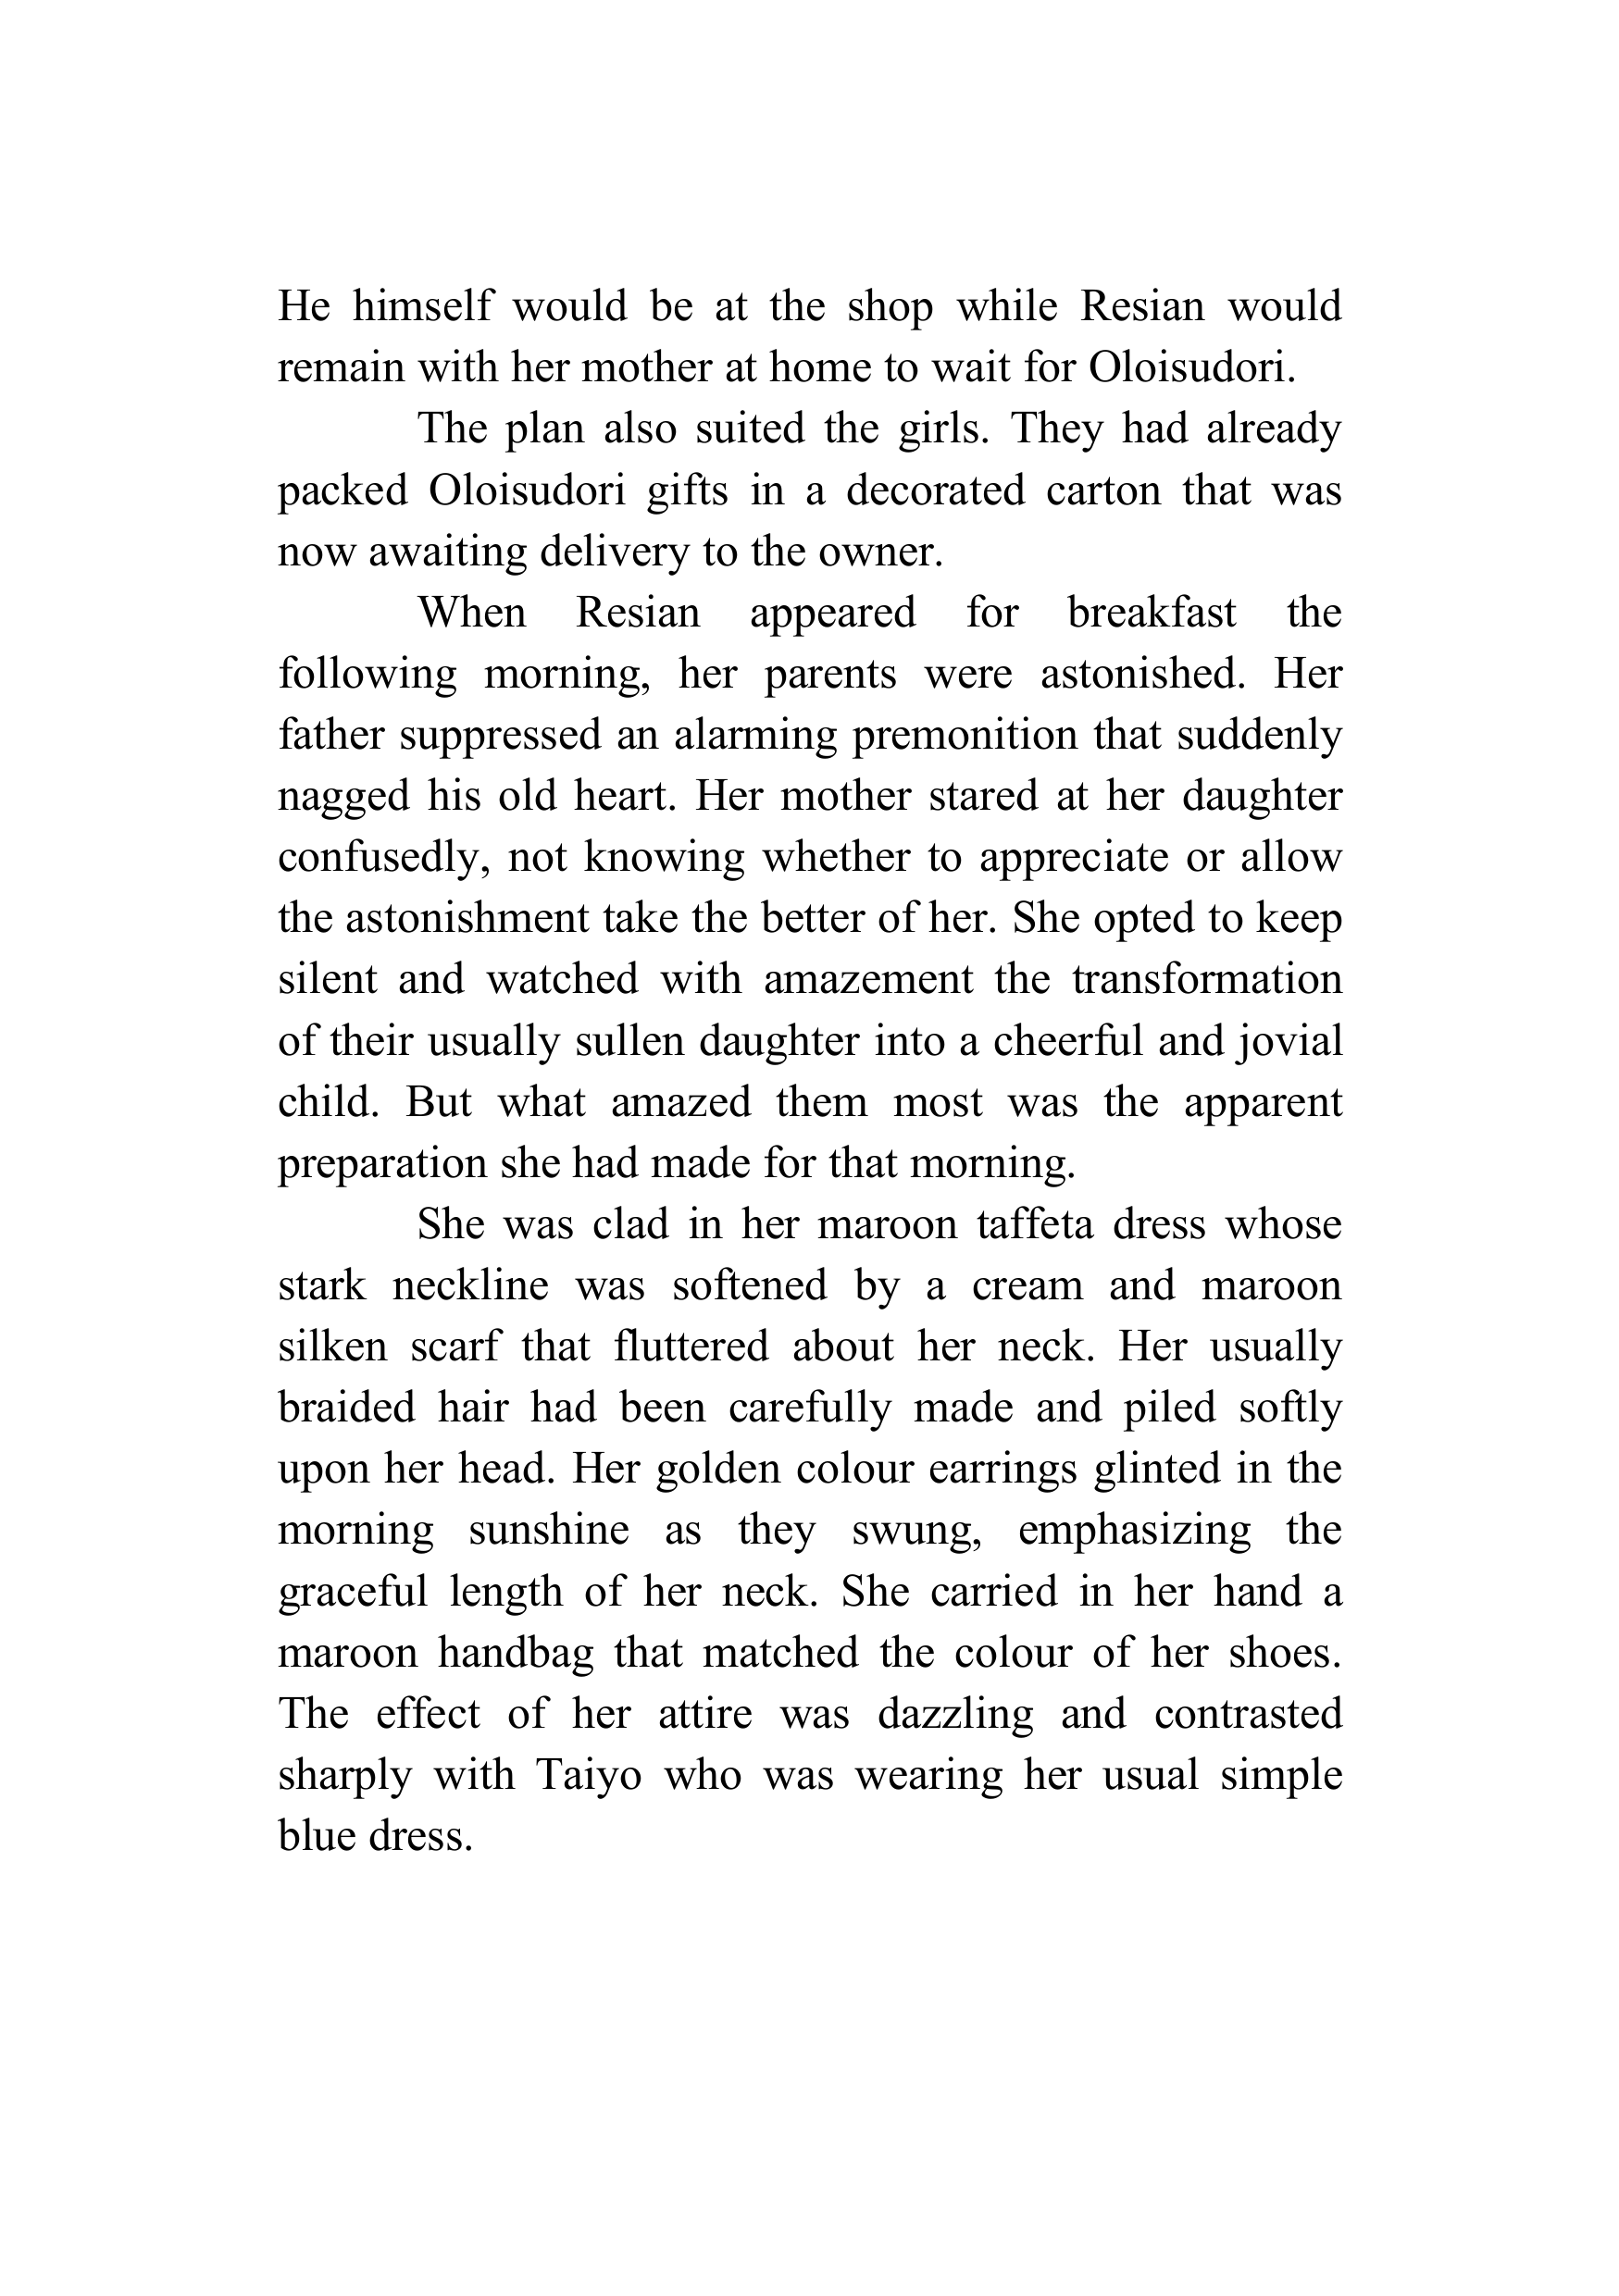 He himself would be at the shop while Resian would
remain with her mother at home to wait for Oloisudori.
The plan also suited the girls. They had already
packed Oloisudori gifts in a decorated carton that was
now awaiting delivery to the owner.
When Resian appeared for breakfast the
following morning, her parents were astonished. Her
father suppressed an alarming premonition that suddenly
nagged his old heart. Her mother stared at her daughter
confusedly, not knowing whether to appreciate or allow
the astonishment take the better of her. She opted to keep
silent and watched with amazement the transformation
of their usually sullen daughter into a cheerful and jovial
child. But what amazed them most was the apparent
preparation she had made for that morning.
She was clad in her maroon taffeta dress whose
stark neckline was softened by a cream and maroon
silken scarf that fluttered about her neck. Her usually
braided hair had been carefully made and piled softly
upon her head. Her golden colour earrings glinted in the
morning sunshine as they swung, emphasizing the
graceful length of her neck. She carried in her hand a
maroon handbag that matched the colour of her shoes.
The effect of her attire was dazzling and contrasted
sharply with Taiyo who was wearing her usual simple
blue dress.